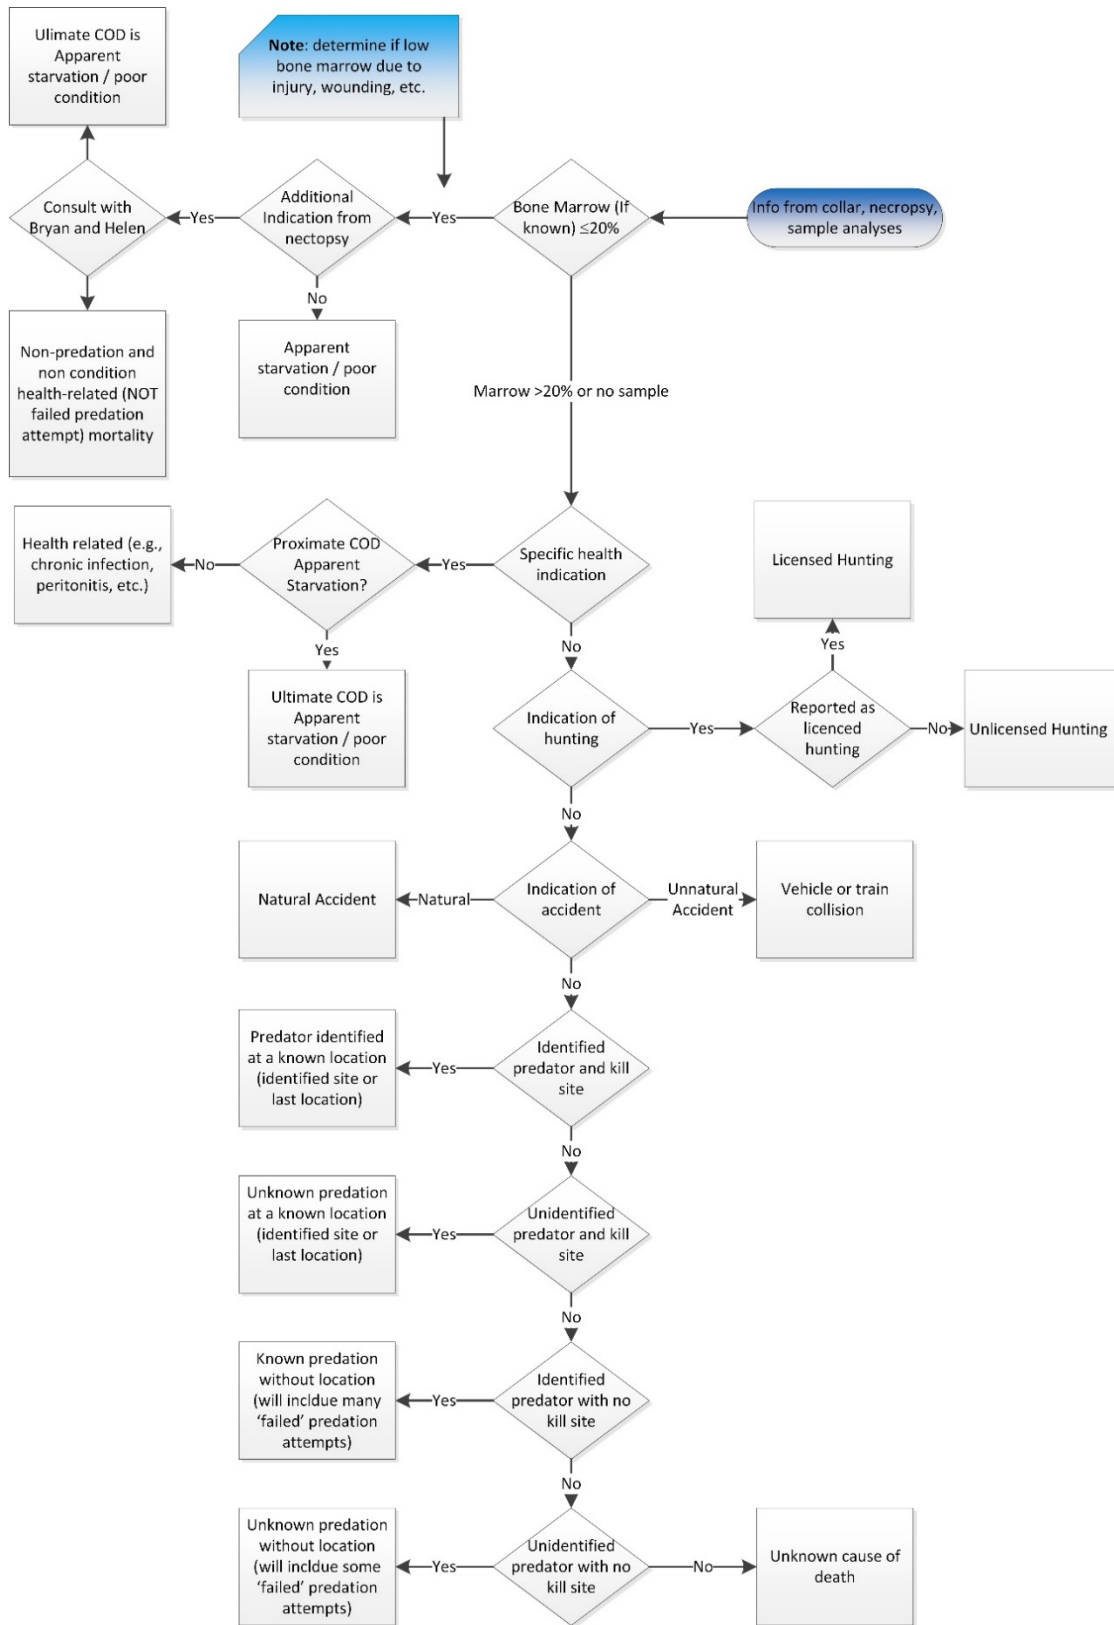 Ulimate COD is
Apparent
starvation / poor
condition
Note: determine if low
bone marrow due to
injury, wounding, etc.
Consult with
Bryan and Helen
Yes
Additional
Indication from
nectopsy
Yes
Bone Marrow (If
known) ≤20%
Info from collar, necropsy,
sample analyses
No
Non-predation and
non condition
health-related (NOT
failed predation
attempt) mortality
Apparent
starvation / poor
condition
Marrow >20% or no sample
Health related (e.g.,
chronic infection,
peritonitis, etc.)
No
Proximate COD
Apparent
Starvation?
Yes
Specific health
indication
Licensed Hunting
Yes
No
Yes
Ultimate COD is
Apparent
starvation / poor
condition
Indication of
hunting
Yes
Reported as
licenced
hunting
No
Unlicensed Hunting
No
Natural Accident
Natural
Indication of
accident
Unnatural
Accident
Vehicle or train
collision
No
Predator identified
at a known location
(identified site or
last location)
Yes
Identified
predator and kill
site
No
Unknown predation
at a known location
(identified site or
last location)
Yes
Unidentified
predator and kill
site
No
Known predation
without location
(will incldue many
‘failed’ predation
attempts)
Yes
Identified
predator with no
kill site
No
Unknown predation
without location
(will incldue some
‘failed’ predation
attempts)
Yes
Unidentified
predator with no
kill site
No
Unknown cause of
death